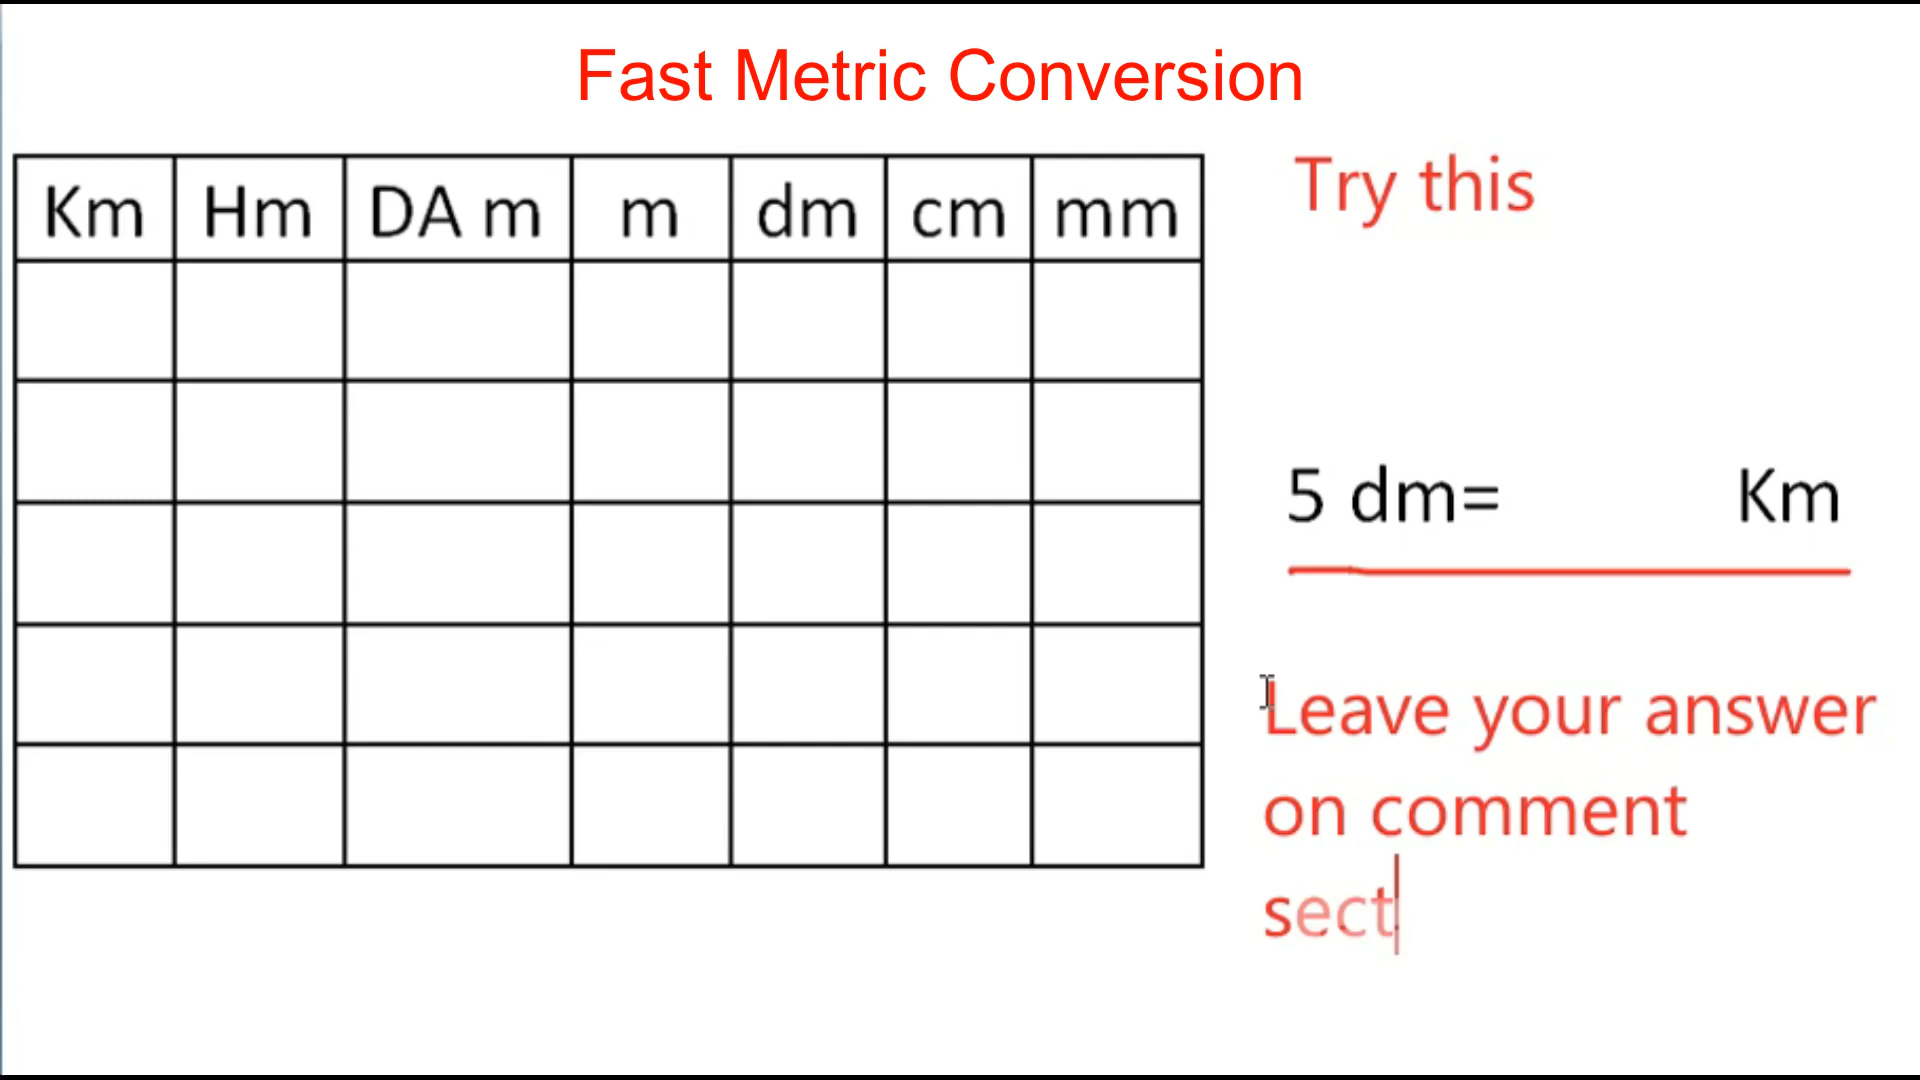 Fast Metric Conversion
Km Hm DA m m dm cm mm
Try this
5 dm= Km
Leave your answer
on comment
sect